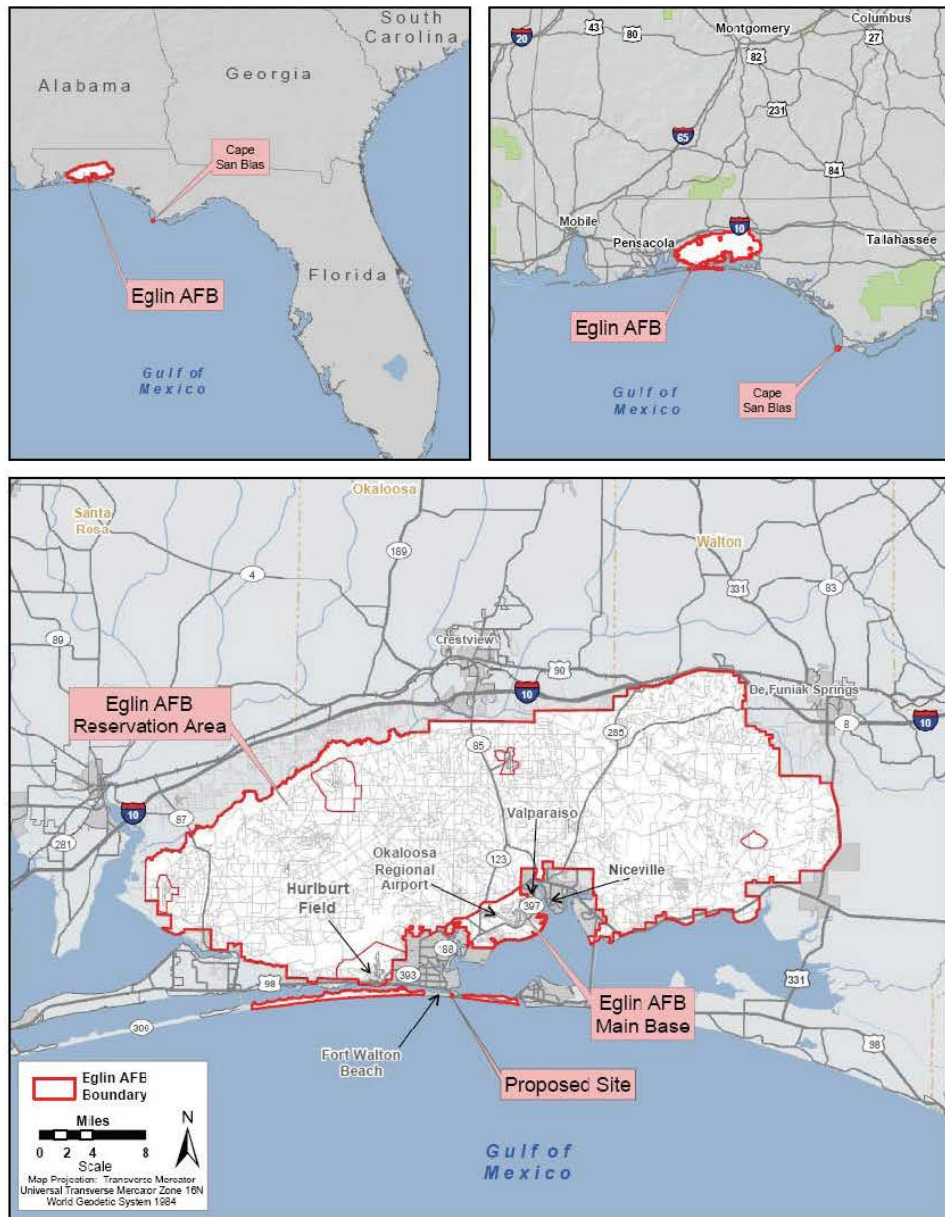 South
Carolina
Alabama
Georgia
Cape
San Blas
Eglin AFB
Florida
Gulf of
Mexico
Columbus
20
43
80
Montgomery
27
82
231
65
84
Mobile
Pensacola
10
Tallahassee
Eglin AFB
Gulf of
Mexico
Cape
San Blas
Okaloosa
Santa
Rosa
189
Walton
4
331
83
89
Crestview
90
10
De Funiak Springs
Eglin AFB
Reservation Area
8
10
285
85
10
87
Valparaiso
281
Okaloosa
Regional
Airport
123
Niceville
Hurlburt
Field
397
188
98
393
331
Eglin AFB
Main Base
309
Fort Walton
Beach
98
Proposed Site
Eglin AFB
Boundary
Miles
N
0 2 4 8
Scale
Map Projection: Transverse Mercator
Universal Transverse Mercator Zone 16N
World Geodetic System 1984
Gulf of
Mexico